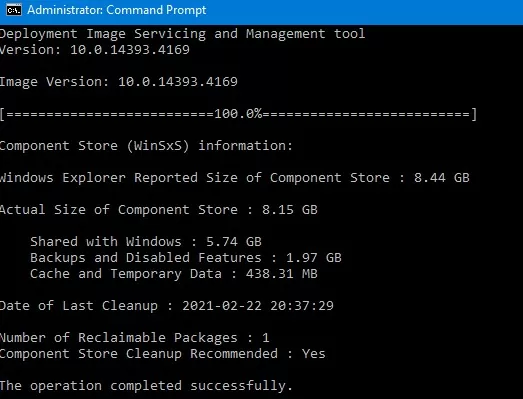 Administrator: Command Prompt
Deployment Image Servicing and Management tool
Version: 10.0.14393.4169
Image Version: 10.0.14393.4169
[==========================100.0%==========================]
Component Store (WinSxS) information:
Windows Explorer Reported Size of Component Store : 8.44 GB
Actual Size of Component Store : 8.15 GB
Shared with Windows : 5.74 GB
Backups and Disabled Features : 1.97 GB
Cache and Temporary Data : 438.31 MB
Date of Last Cleanup : 2021-02-22 20:37:29
Number of Reclaimable Packages : 1
Component Store Cleanup Recommended : Yes
The operation completed successfully.